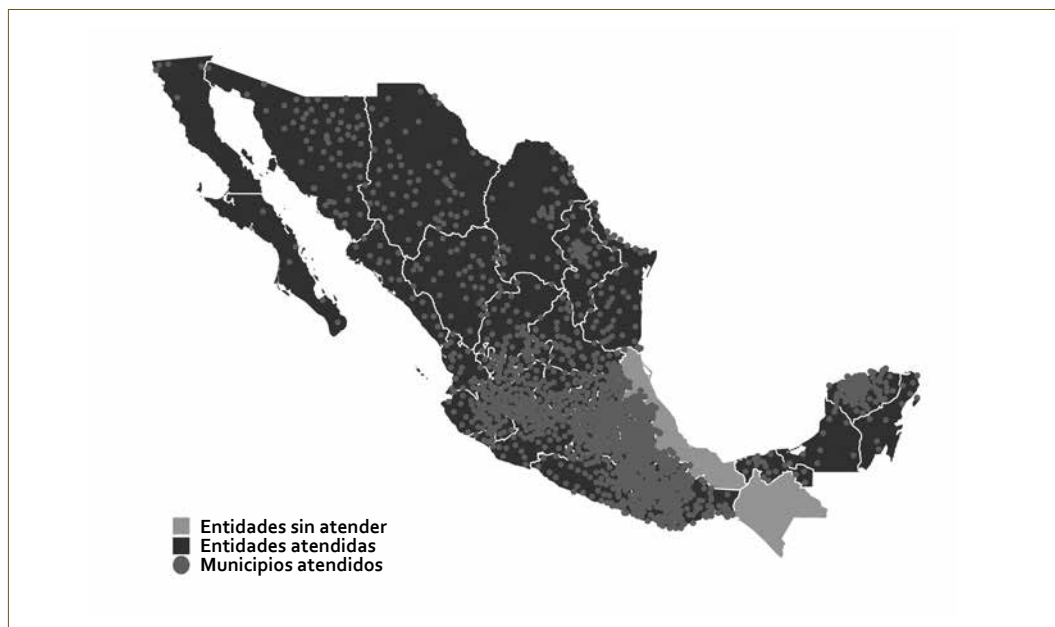 Entidades sin atender
Entidades atendidas
Municipios atendidos